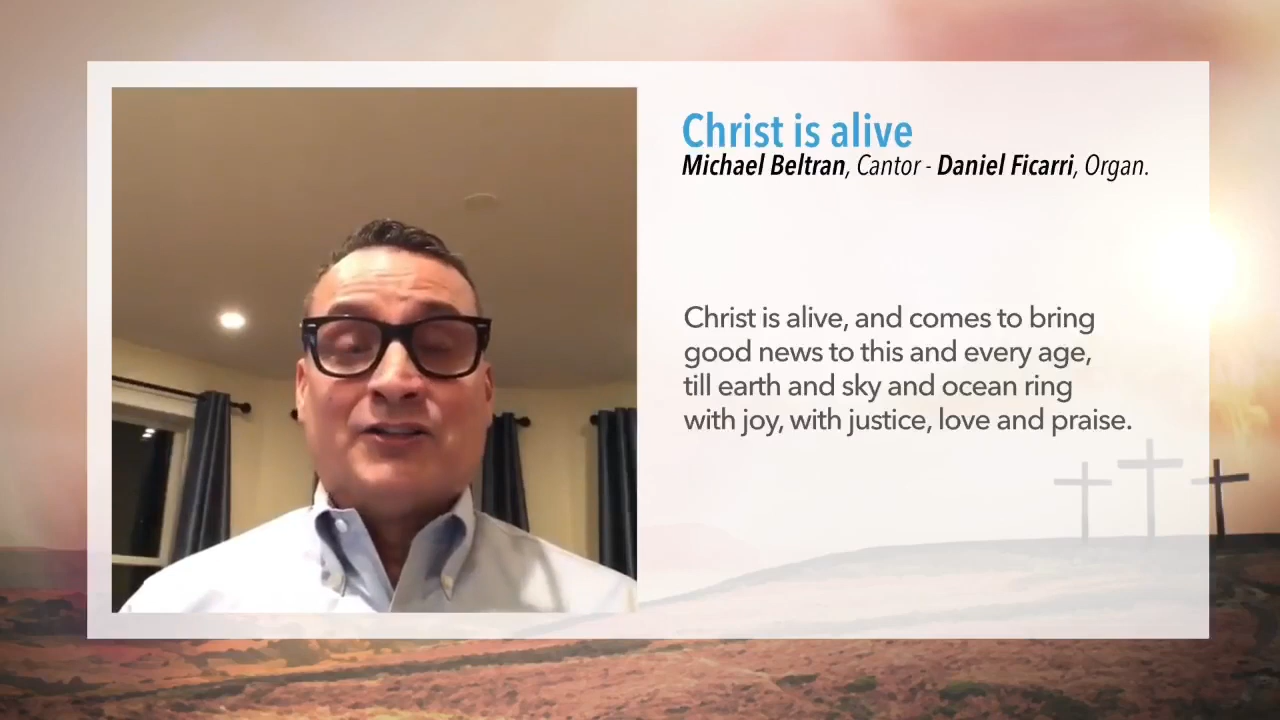 Christ is alive
Michael Beltran, Cantor - Daniel Ficarri, Organ.
Christ is alive, and comes to bring
good news to this and every age,
till earth and sky and ocean ring
with joy, with justice, love and praise.